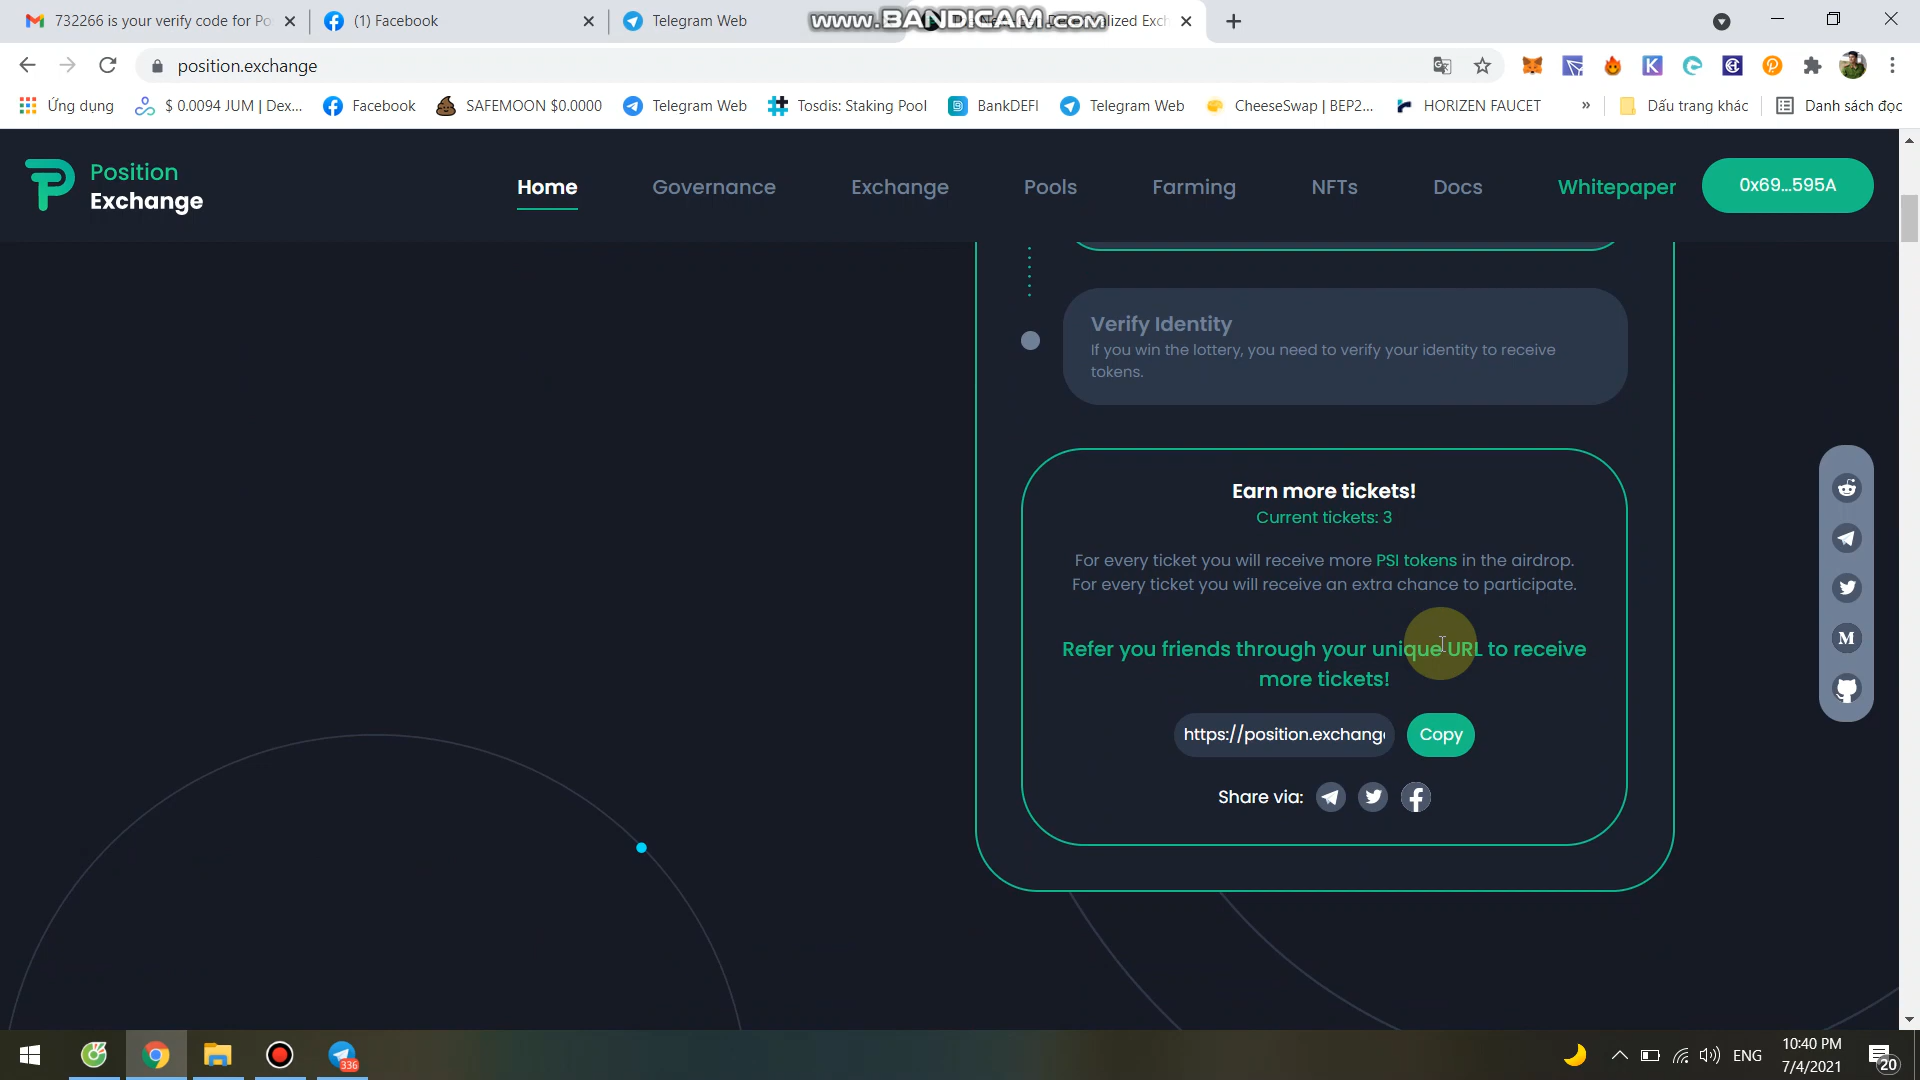 732266 is your verify code for Po
(1) Facebook
Telegram Web
www.BANDICAM.com
alized Exch
position.exchange
Ứng dụng
$ 0.0094 JUM | Dex...
Facebook
SAFEMOON $0.0000
Telegram Web
Tosdis: Staking Pool
BankDEFI
Telegram Web
CheeseSwap | BEP2...
HORIZEN FAUCET
»
Dấu trang khác
Danh sách đọc
Position
Exchange
Home
Governance
Exchange
Pools
Farming
NFTs
Docs
Whitepaper
0x69...595A
Verify Identity
If you win the lottery, you need to verify your identity to receive
tokens.
Earn more tickets!
Current tickets: 3
For every ticket you will receive more PSI tokens in the airdrop.
For every ticket you will receive an extra chance to participate.
Refer you friends through your unique URL to receive
more tickets!
https://position.exchang
Copy
Share via:
336
ENG
10:40 PM
7/4/2021
20